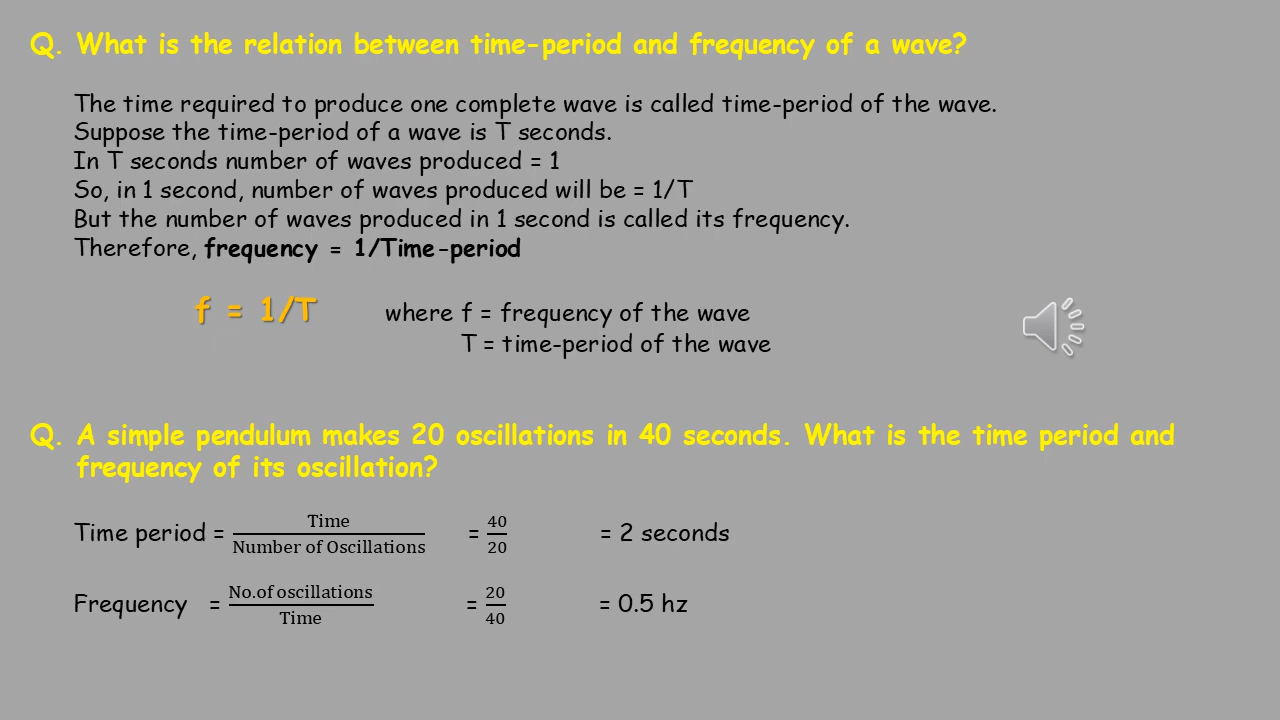 Q. What is the relation between time-period and frequency of a wave?
The time required to produce one complete wave is called time-period of the wave.
Suppose the time-period of a wave is T seconds.
In T seconds number of waves produced = 1
So, in 1 second, number of waves produced will be = 1/T
But the number of waves produced in 1 second is called its frequency.
Therefore, frequency = 1/Time-period
f = 1/T where f = frequency of the wave
T = time-period of the wave
Q. A simple pendulum makes 20 oscillations in 40 seconds. What is the time period and
frequency of its oscillation?
Time period = Time / Number of Oscillations = 40/20 = 2 seconds
Frequency = No.of oscillations / Time = 20/40 = 0.5 hz